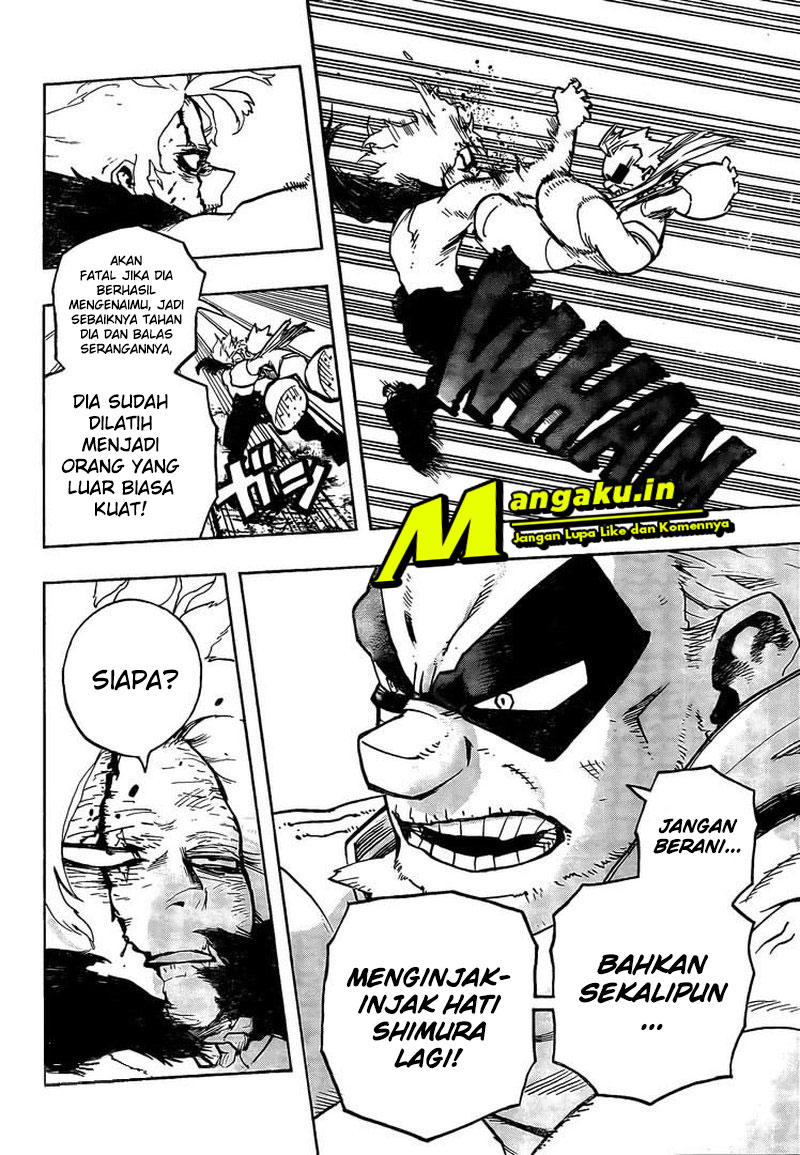 WHAM
AKAN
FATAL JIKA DIA
BERHASIL
MENGENAIMU, JADI
SEBAIKNYA TAHAN
DIA DAN BALAS
SERANGANNYA,
DIA SUDAH
DILATIH
MENJADI
ORANG YANG
LUAR BIASA
KUAT!
ガシ
Mangaku.in
Jangan Lupa Like dan Komennya
JANGAN
BERANI...
BAHKAN
SEKALIPUN
...
MENGINJAK-
INJAK HATI
SHIMURA
LAGI!
SIAPA?